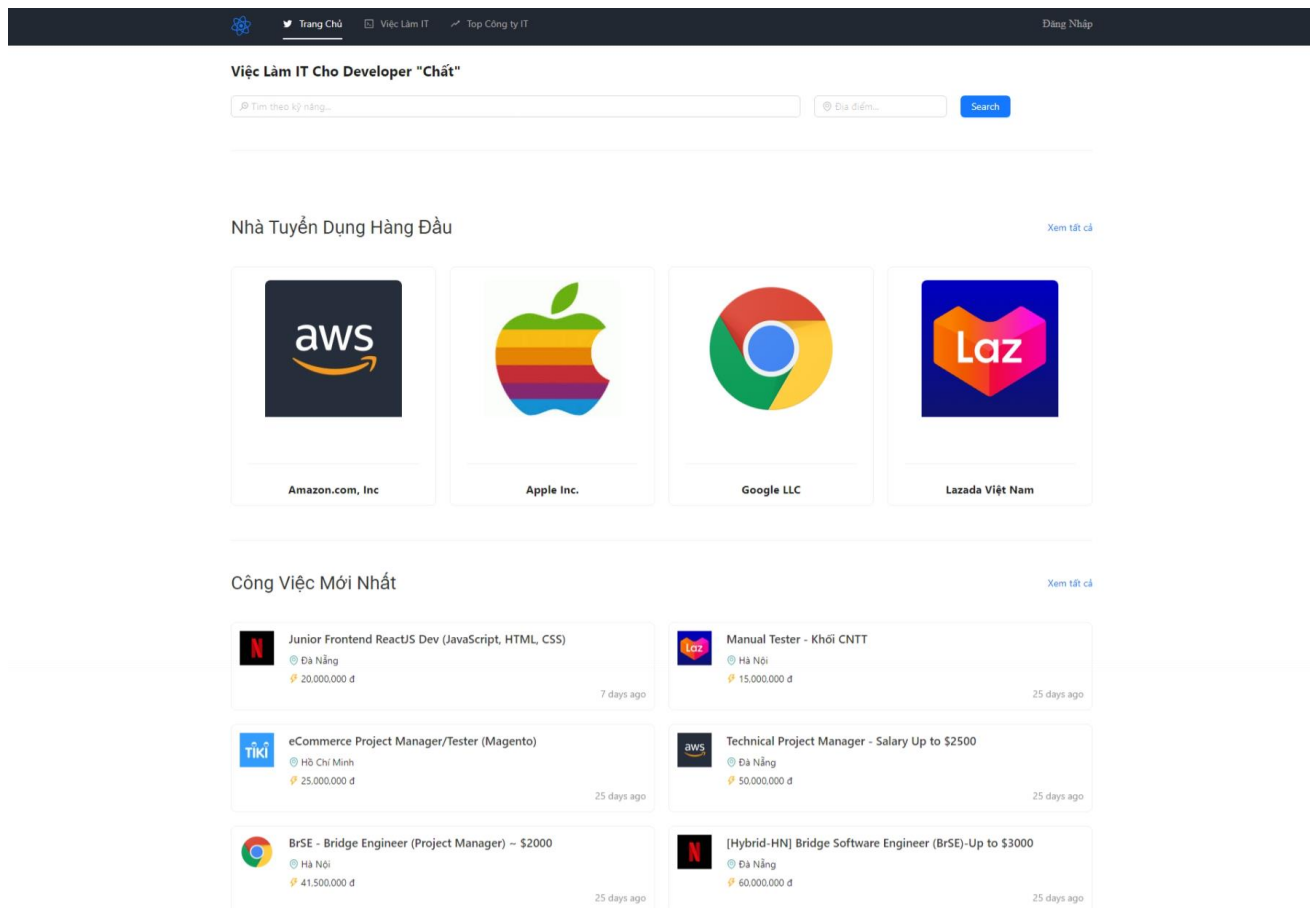 Trang Chủ Việc Làm IT Top Công ty IT Đăng Nhập
Việc Làm IT Cho Developer "Chất"
Tìm theo kỹ năng... Địa điểm... Search
Nhà Tuyển Dụng Hàng Đầu Xem tất cả
aws Laz
Amazon.com, Inc Apple Inc. Google LLC Lazada Việt Nam
Công Việc Mới Nhất Xem tất cả
N
Junior Frontend ReactJS Dev (JavaScript, HTML, CSS)
Đà Nẵng
20.000.000 đ
7 days ago
Laz
Manual Tester - Khối CNTT
Hà Nội
15.000.000 đ
25 days ago
TIKI
eCommerce Project Manager/Tester (Magento)
Hồ Chí Minh
25.000.000 đ
25 days ago
aws
Technical Project Manager - Salary Up to $2500
Đà Nẵng
50.000.000 đ
25 days ago
BrSE - Bridge Engineer (Project Manager) ~ $2000
Hà Nội
41.500.000 đ
25 days ago
N
[Hybrid-HN] Bridge Software Engineer (BrSE)-Up to $3000
Đà Nẵng
60.000.000 đ
25 days ago